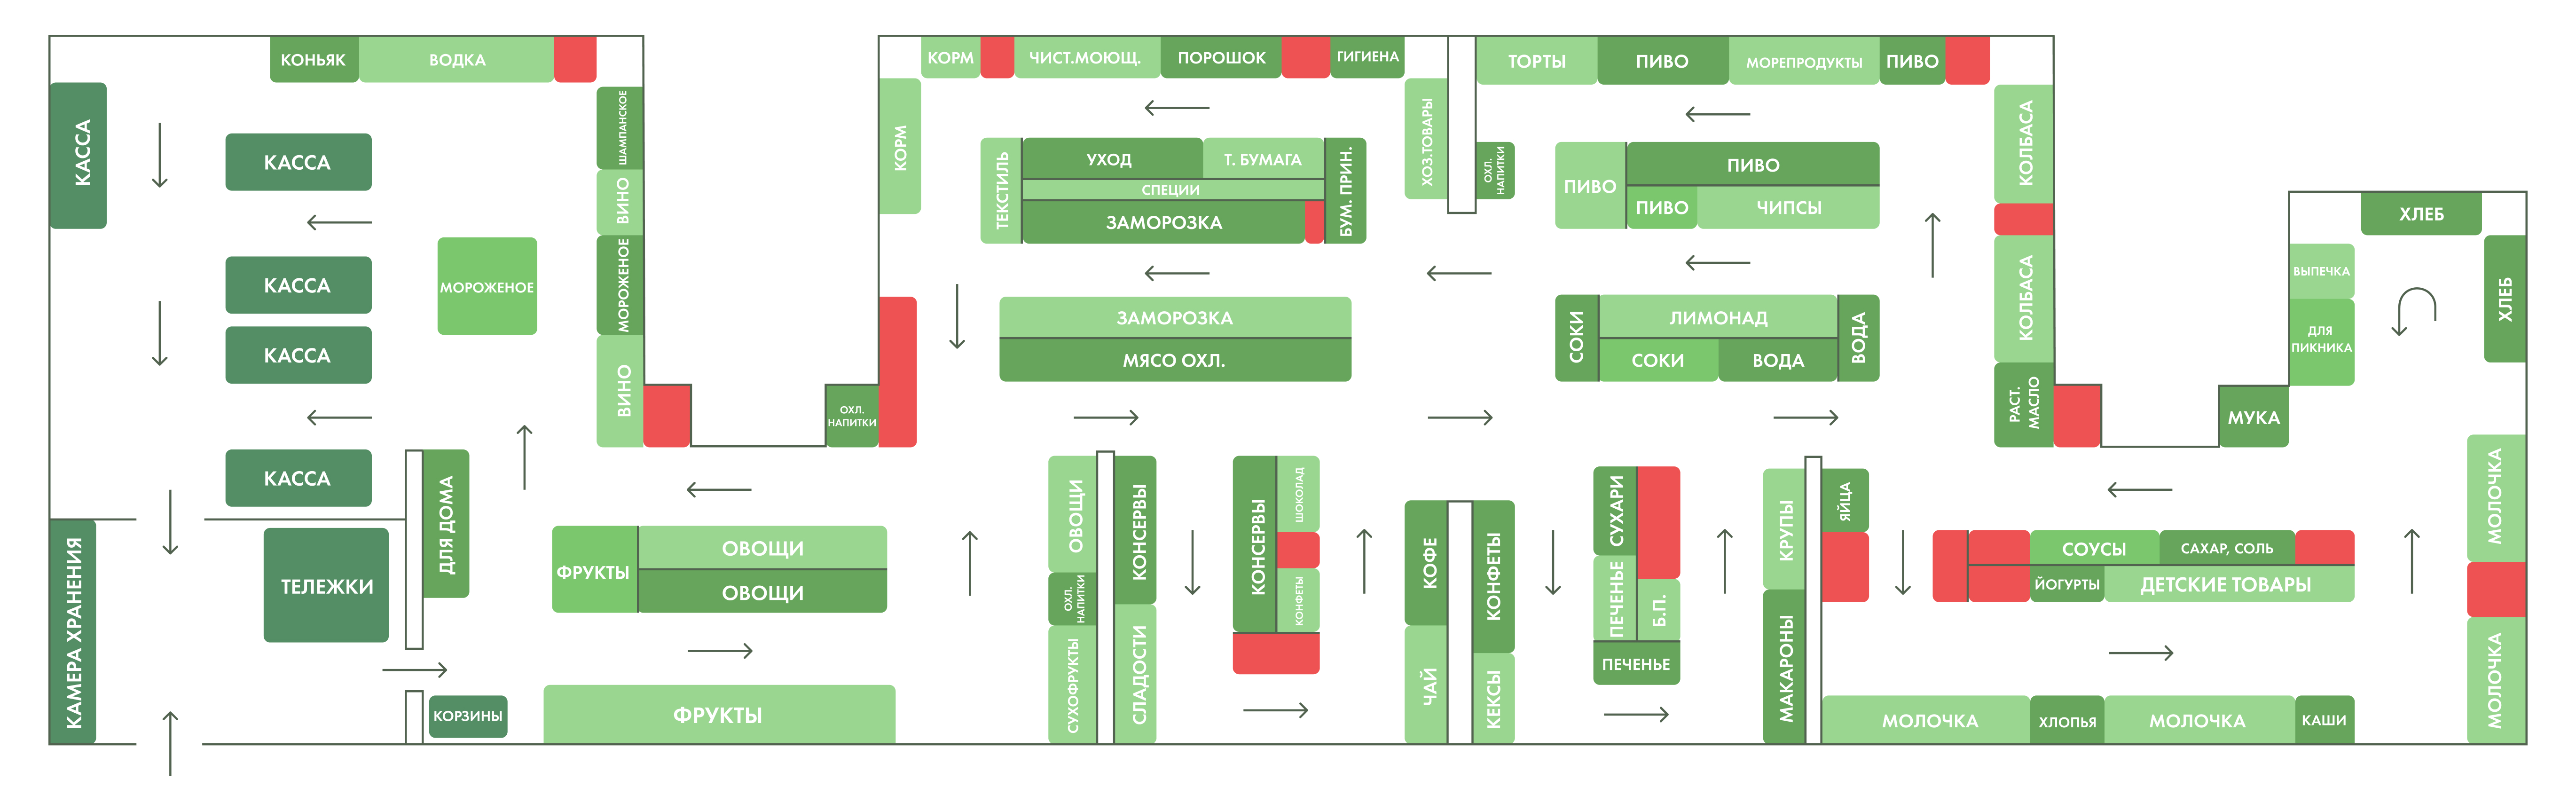 КОНЬЯК
ВОДКА
КАССА
КАССА
КАССА
КАССА
КАССА
ШАМПАНСКОЕ
ВИНО
МОРОЖЕНОЕ
ВИНО
МОРОЖЕНОЕ
КАМЕРА ХРАНЕНИЯ
ТЕЛЕЖКИ
ДЛЯ ДОМА
КОРЗИНЫ
ФРУКТЫ
ОВОЩИ
ОВОЩИ
ФРУКТЫ
ОХЛ.
НАПИТКИ
КОРМ
КОРМ
ЧИСТ.МОЮЩ.
ПОРОШОК
ГИГИЕНА
ХОЗ.ТОВАРЫ
ТЕКСТИЛЬ
УХОД
Т. БУМАГА
СПЕЦИИ
ЗАМОРОЗКА
БУМ. ПРИН.
ЗАМОРОЗКА
МЯСО ОХЛ.
ОВОЩИ
ОХЛ.
НАПИТКИ
СУХОФРУКТЫ
КОНСЕРВЫ
СЛАДОСТИ
КОНСЕРВЫ
ШОКОЛАД
КОНФЕТЫ
КОФЕ
ЧАЙ
КОНФЕТЫ
КЕКСЫ
ТОРТЫ
ПИВО
МОРЕПРОДУКТЫ
ПИВО
ОХЛ.
НАПИТКИ
ПИВО
ПИВО
ПИВО
ЧИПСЫ
СОКИ
ЛИМОНАД
СОКИ
ВОДА
ВОДА
СУХАРИ
ПЕЧЕНЬЕ
Б.П.
ПЕЧЕНЬЕ
КРУПЫ
МАКАРОНЫ
ЯЙЦА
КОЛБАСА
КОЛБАСА
РАСТ.
МАСЛО
МУКА
ВЫПЕЧКА
ДЛЯ
ПИКНИКА
ХЛЕБ
ХЛЕБ
СОУСЫ
САХАР, СОЛЬ
ЙОГУРТЫ
ДЕТСКИЕ ТОВАРЫ
МОЛОЧКА
МОЛОЧКА
МОЛОЧКА
ХЛОПЬЯ
МОЛОЧКА
КАШИ